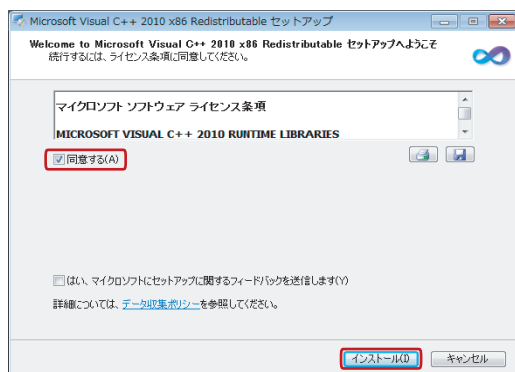 Microsoft Visual C++ 2010 x86 Redistributable セットアップ
Welcome to Microsoft Visual C++ 2010 x86 Redistributable セットアップへようこそ
続行するには、ライセンス条項に同意してください。
マイクロソフト ソフトウェア ライセンス条項
MICROSOFT VISUAL C++ 2010 RUNTIME LIBRARIES
同意する(A)
はい、マイクロソフトにセットアップに関するフィードバックを送信します(Y)
詳細については、データ収集ポリシーを参照してください。
インストール(I) キャンセル